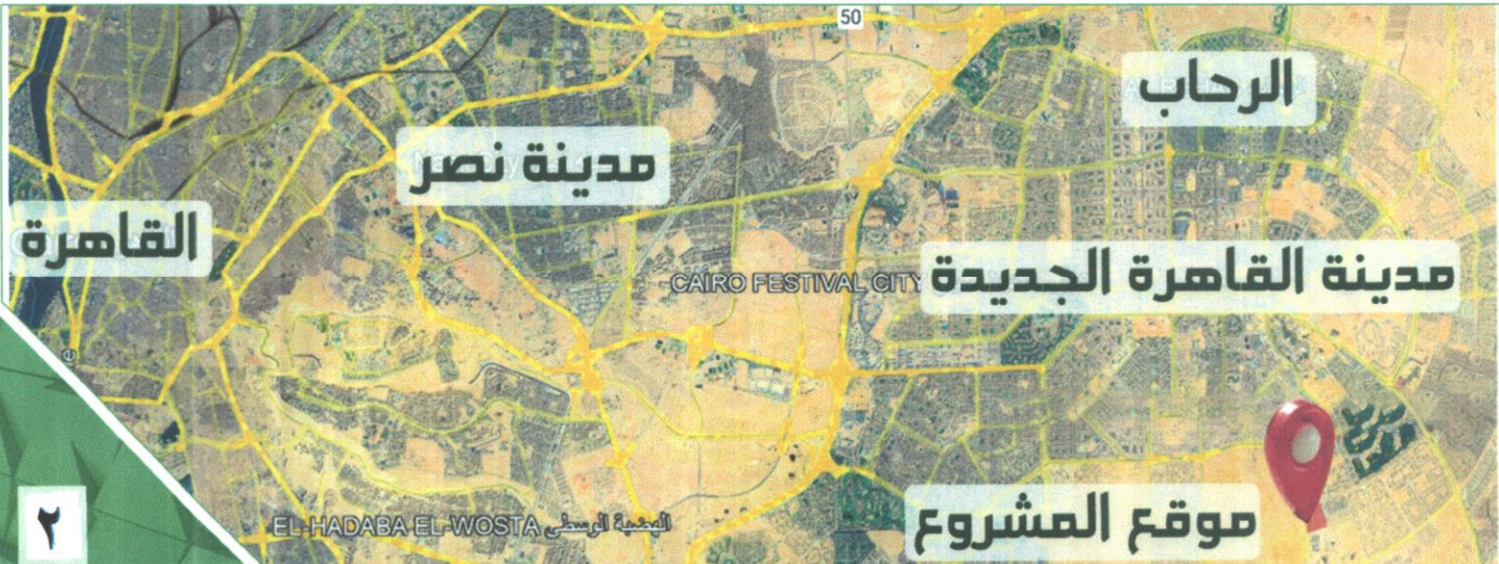 50
الرحاب
مدينة نصر
القاهرة
مدينة القاهرة الجديدة
CAIRO FESTIVAL CITY
موقع المشروع
EL-HADABA EL-WOSTA الهضبة الوسطى
٢